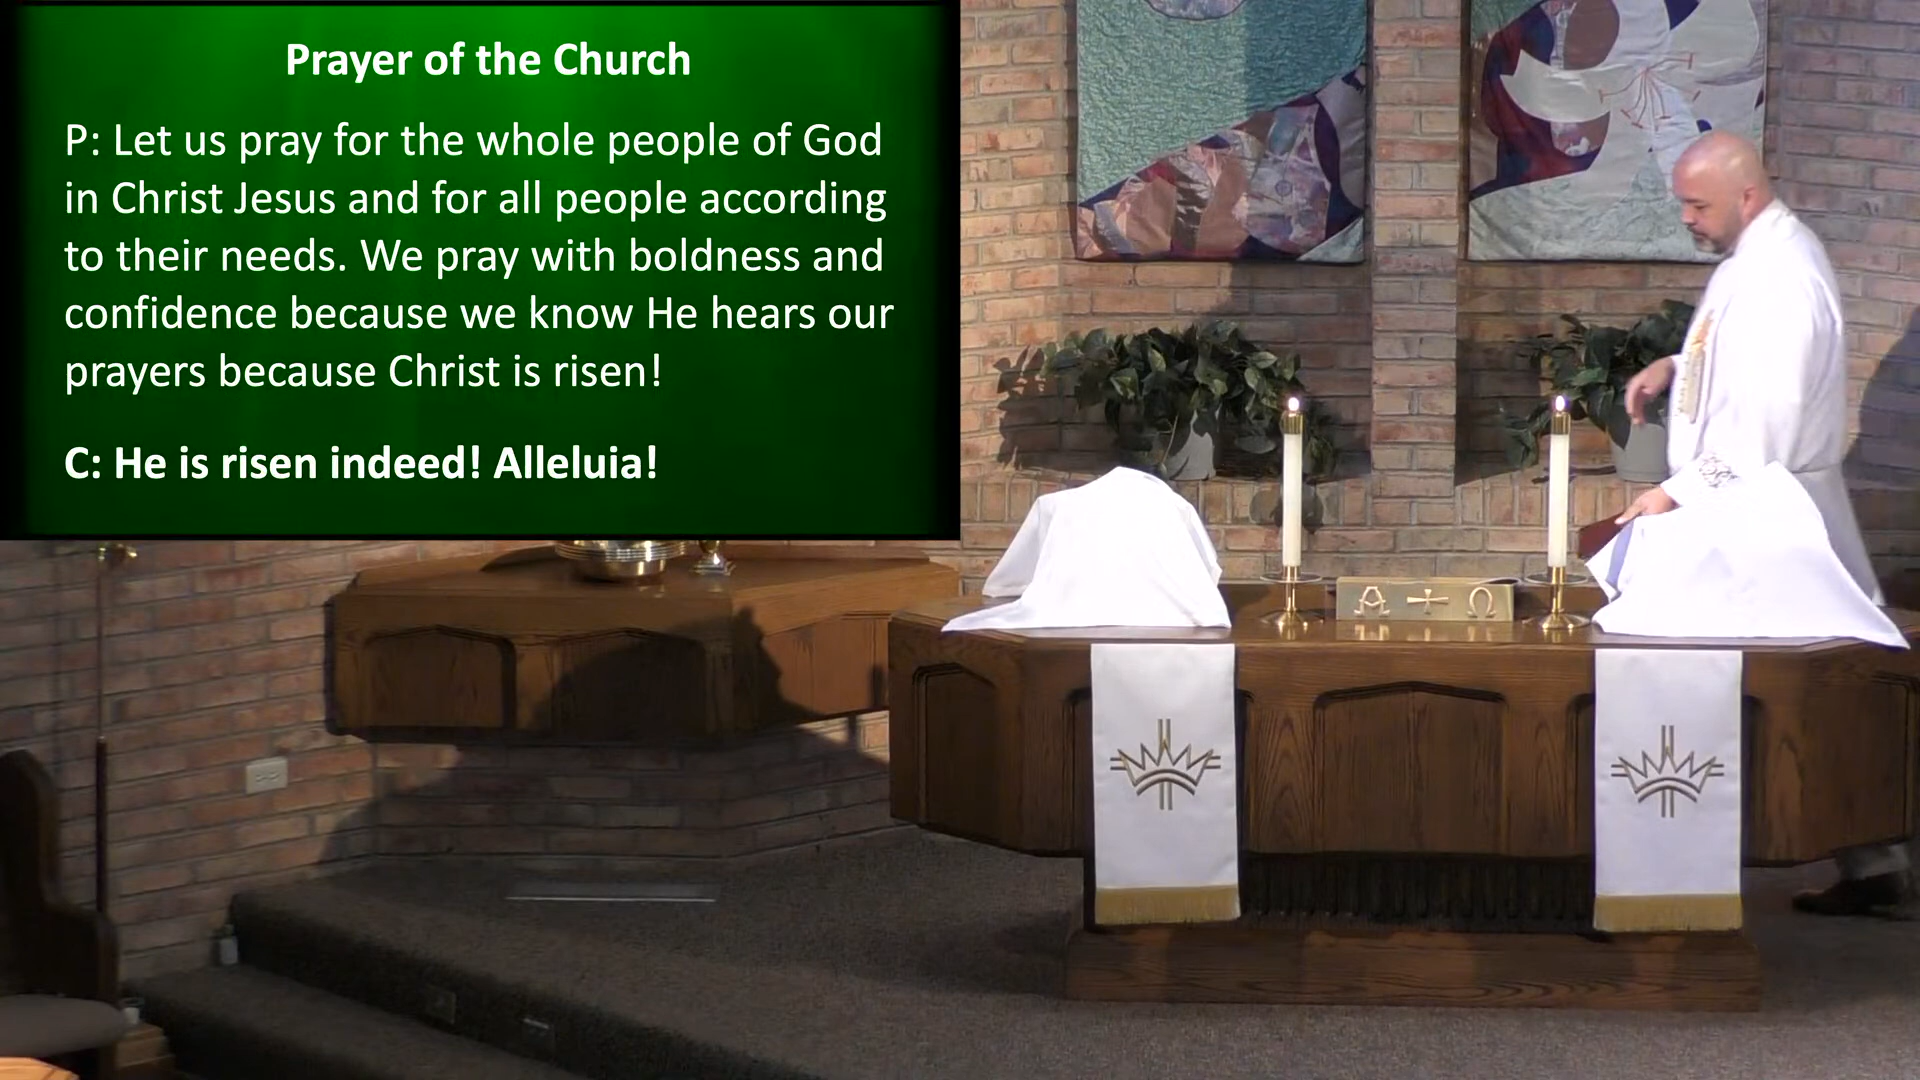 Prayer of the Church
P: Let us pray for the whole people of God
in Christ Jesus and for all people according
to their needs. We pray with boldness and
confidence because we know He hears our
prayers because Christ is risen!
C: He is risen indeed! Alleluia!
Α Ω